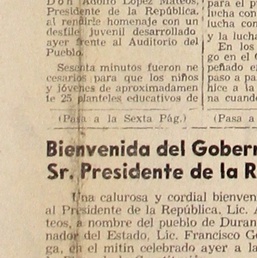 Don Adolfo López Mateos,
Presidente de la República,
al rendirle homenaje con un
desfile juvenil desarrollado
ayer frente al Auditorio del
Pueblo.
Sesenta minutos fueron ne
cesarios para que los niños
y jóvenes de aproximadamen
te 25 planteles educativos de
(Pasa a la Sexta Pág.)
para el p
lucha con
lucha con
y la lucha
En los
go en el
peñado e
paso a pa
hice a la
na cuando
(Pasa a
Bienvenida del Gobern
Sr. Presidente de la R
Una calurosa y cordial bienven
al Presidente de la República, Lic. A
teos, a nombre del pueblo de Duran
nador del Estado, Lic. Francisco Go
ga, en el mitin celebrado ayer a la